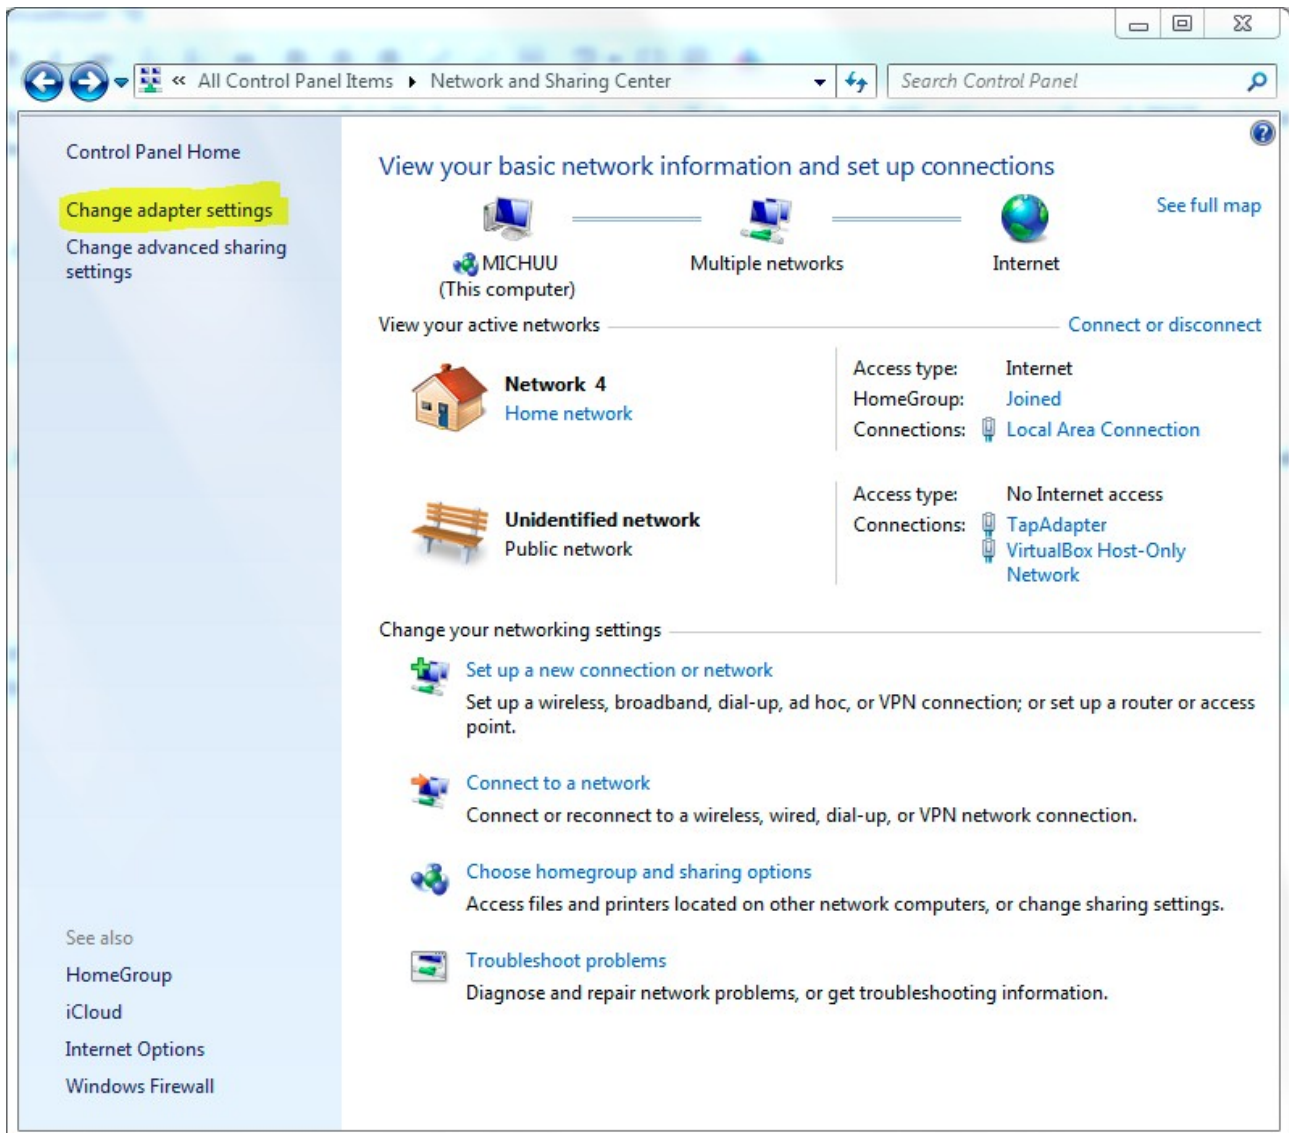 « All Control Panel Items ▸ Network and Sharing Center
Search Control Panel
Control Panel Home
Change adapter settings
Change advanced sharing
settings
View your basic network information and set up connections
See full map
MICHUU
(This computer)
Multiple networks
Internet
View your active networks
Connect or disconnect
Network 4
Home network
Access type: Internet
HomeGroup: Joined
Connections: Local Area Connection
Unidentified network
Public network
Access type: No Internet access
Connections: TapAdapter
VirtualBox Host-Only
Network
Change your networking settings
Set up a new connection or network
Set up a wireless, broadband, dial-up, ad hoc, or VPN connection; or set up a router or access
point.
Connect to a network
Connect or reconnect to a wireless, wired, dial-up, or VPN network connection.
Choose homegroup and sharing options
Access files and printers located on other network computers, or change sharing settings.
Troubleshoot problems
Diagnose and repair network problems, or get troubleshooting information.
See also
HomeGroup
iCloud
Internet Options
Windows Firewall